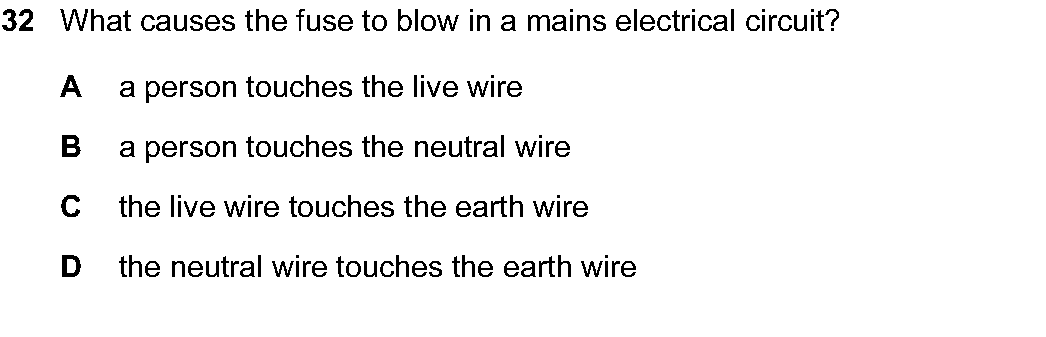 32 What causes the fuse to blow in a mains electrical circuit?
A a person touches the live wire
B a person touches the neutral wire
C the live wire touches the earth wire
D the neutral wire touches the earth wire